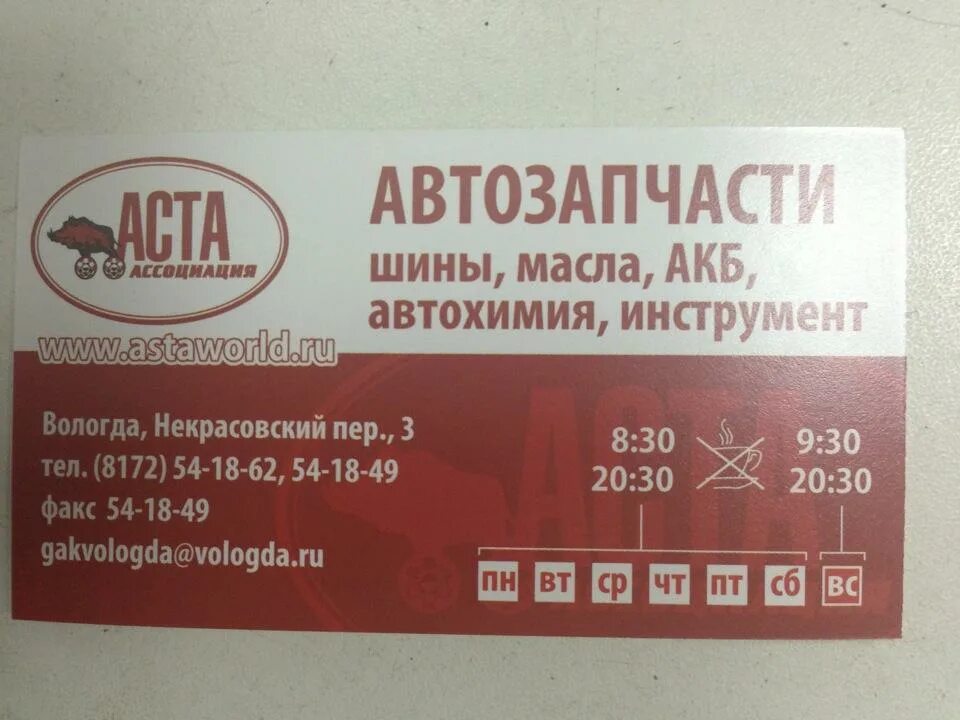 АСТА
АССОЦИАЦИЯ
www.astaworld.ru
АВТОЗАПЧАСТИ
шины, масла, АКБ,
автохимия, инструмент
Вологда, Некрасовский пер., 3
тел. (8172) 54-18-62, 54-18-49
факс 54-18-49
gakvologda@vologda.ru
8:30
20:30
9:30
20:30
пн вт ср чт пт сб вс
АСТА